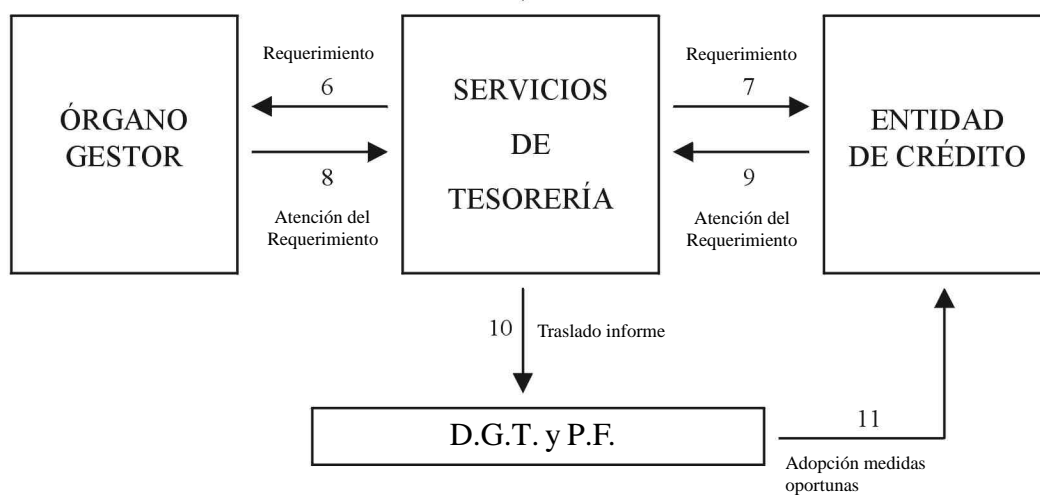 Requerimiento
6
Requerimiento
7
ÓRGANO
GESTOR
SERVICIOS
DE
TESORERÍA
ENTIDAD
DE CRÉDITO
8
Atención del
Requerimiento
9
Atención del
Requerimiento
10
Traslado informe
D.G.T. y P.F.
11
Adopción medidas
oportunas